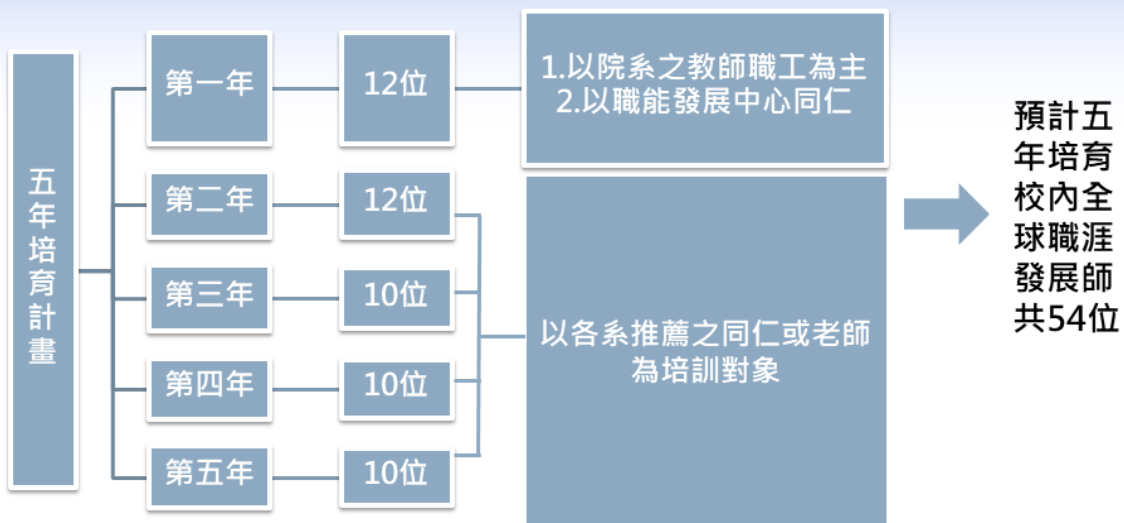 五年培育計畫
第一年
12位
1.以院系之教師職工為主
2.以職能發展中心同仁
第二年
12位
第三年
10位
第四年
10位
第五年
10位
以各系推薦之同仁或老師
為培訓對象
預計五
年培育
校內全
球職涯
發展師
共54位